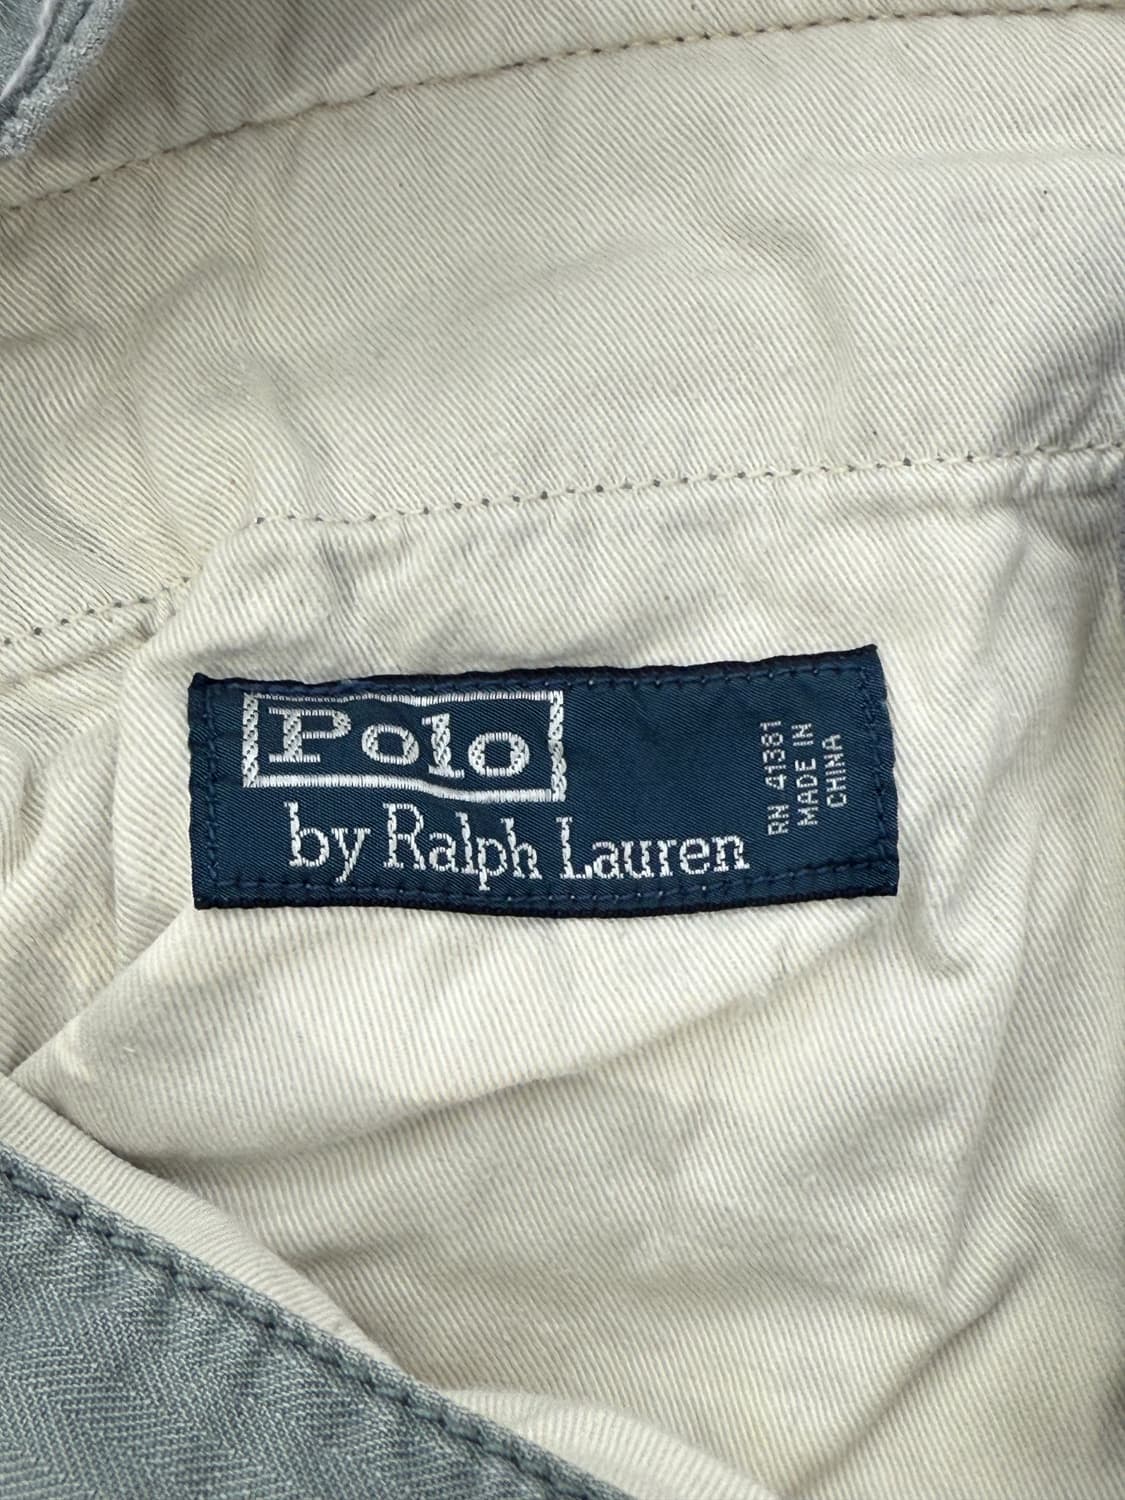 Polo
by Ralph Lauren
RN 41381
MADE IN
CHINA